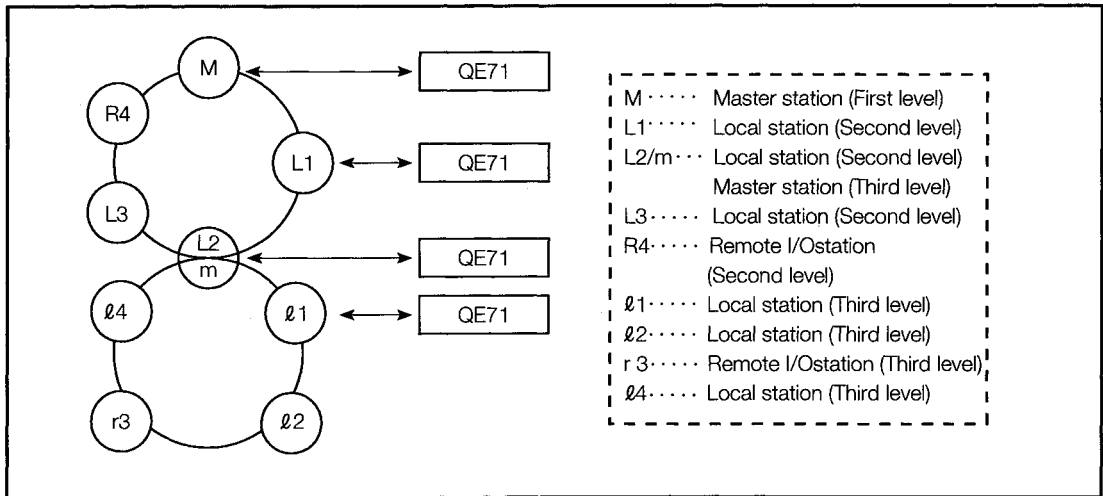 M
QE71
R4
L1
QE71
L3
L2
m
QE71
ℓ4
ℓ1
QE71
r3
ℓ2
M ····· Master station (First level)
L1 ····· Local station (Second level)
L2/m ··· Local station (Second level)
Master station (Third level)
L3 ····· Local station (Second level)
R4 ····· Remote I/Ostation
(Second level)
ℓ1 ····· Local station (Third level)
ℓ2 ····· Local station (Third level)
r 3 ····· Remote I/Ostation (Third level)
ℓ4 ····· Local station (Third level)